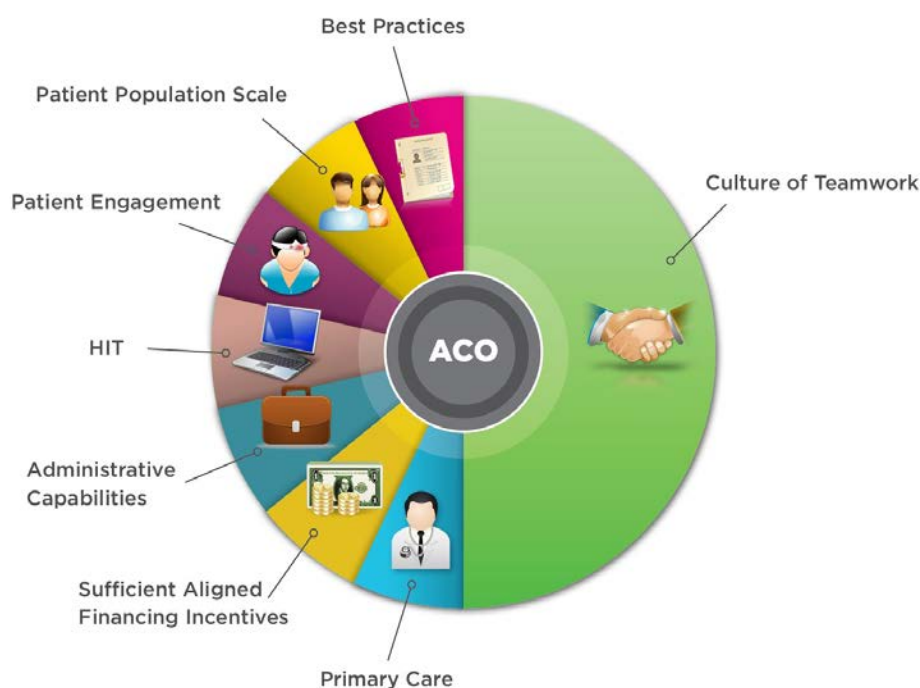 Best Practices
Patient Population Scale
Culture of Teamwork
Patient Engagement
HIT
ACO
Administrative
Capabilities
Sufficient Aligned
Financing Incentives
Primary Care